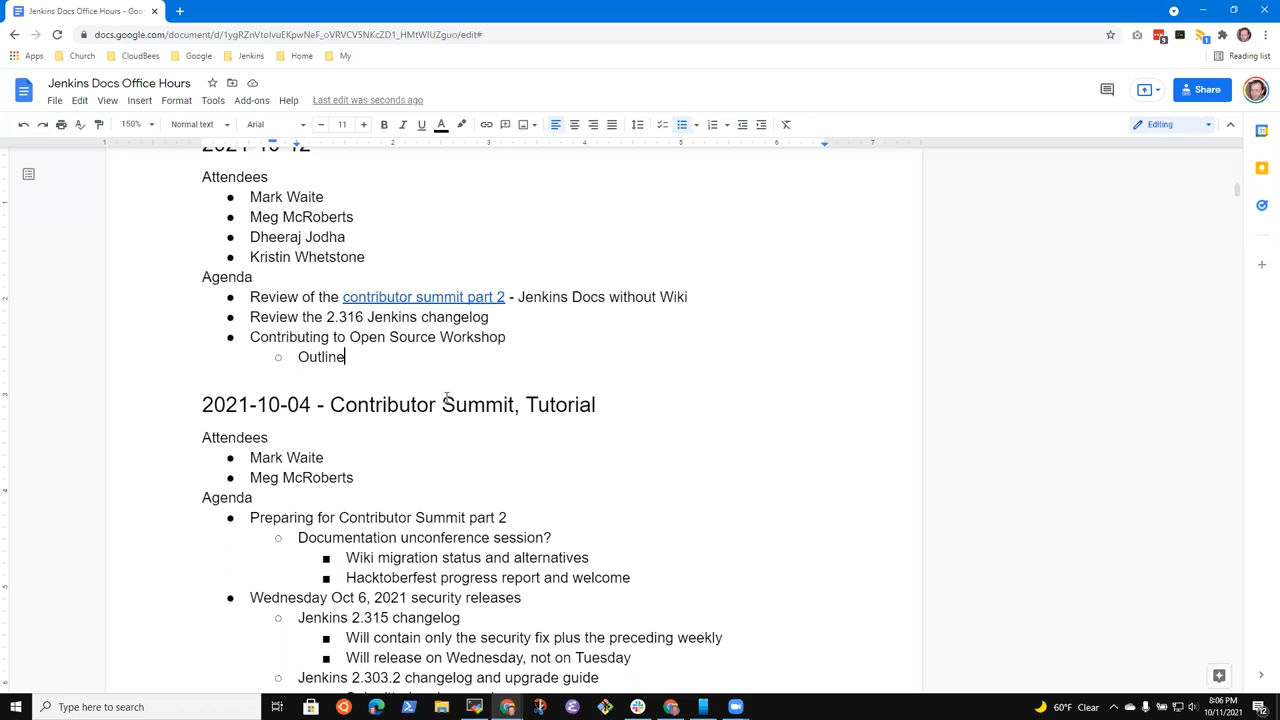 Jenkins Docs Office Hours - Goo
docs.google.com/document/d/1ygRZnVtoIvuEKpwNeF_oVRVCV5NKcZD1_HMtWIUZguo/edit#
Apps Church CloudBees Google Jenkins Home My Reading list
Jenkins Docs Office Hours
File Edit View Insert Format Tools Add-ons Help Last edit was seconds ago
Share
150% Normal text Arial 11 Editing
2021-10-12
Attendees
Mark Waite
Meg McRoberts
Dheeraj Jodha
Kristin Whetstone
Agenda
Review of the contributor summit part 2 - Jenkins Docs without Wiki
Review the 2.316 Jenkins changelog
Contributing to Open Source Workshop
Outline
2021-10-04 - Contributor Summit, Tutorial
Attendees
Mark Waite
Meg McRoberts
Agenda
Preparing for Contributor Summit part 2
Documentation unconference session?
Wiki migration status and alternatives
Hacktoberfest progress report and welcome
Wednesday Oct 6, 2021 security releases
Jenkins 2.315 changelog
Will contain only the security fix plus the preceding weekly
Will release on Wednesday, not on Tuesday
Jenkins 2.303.2 changelog and upgrade guide
Type here to search
60°F Clear
8:06 PM
10/11/2021